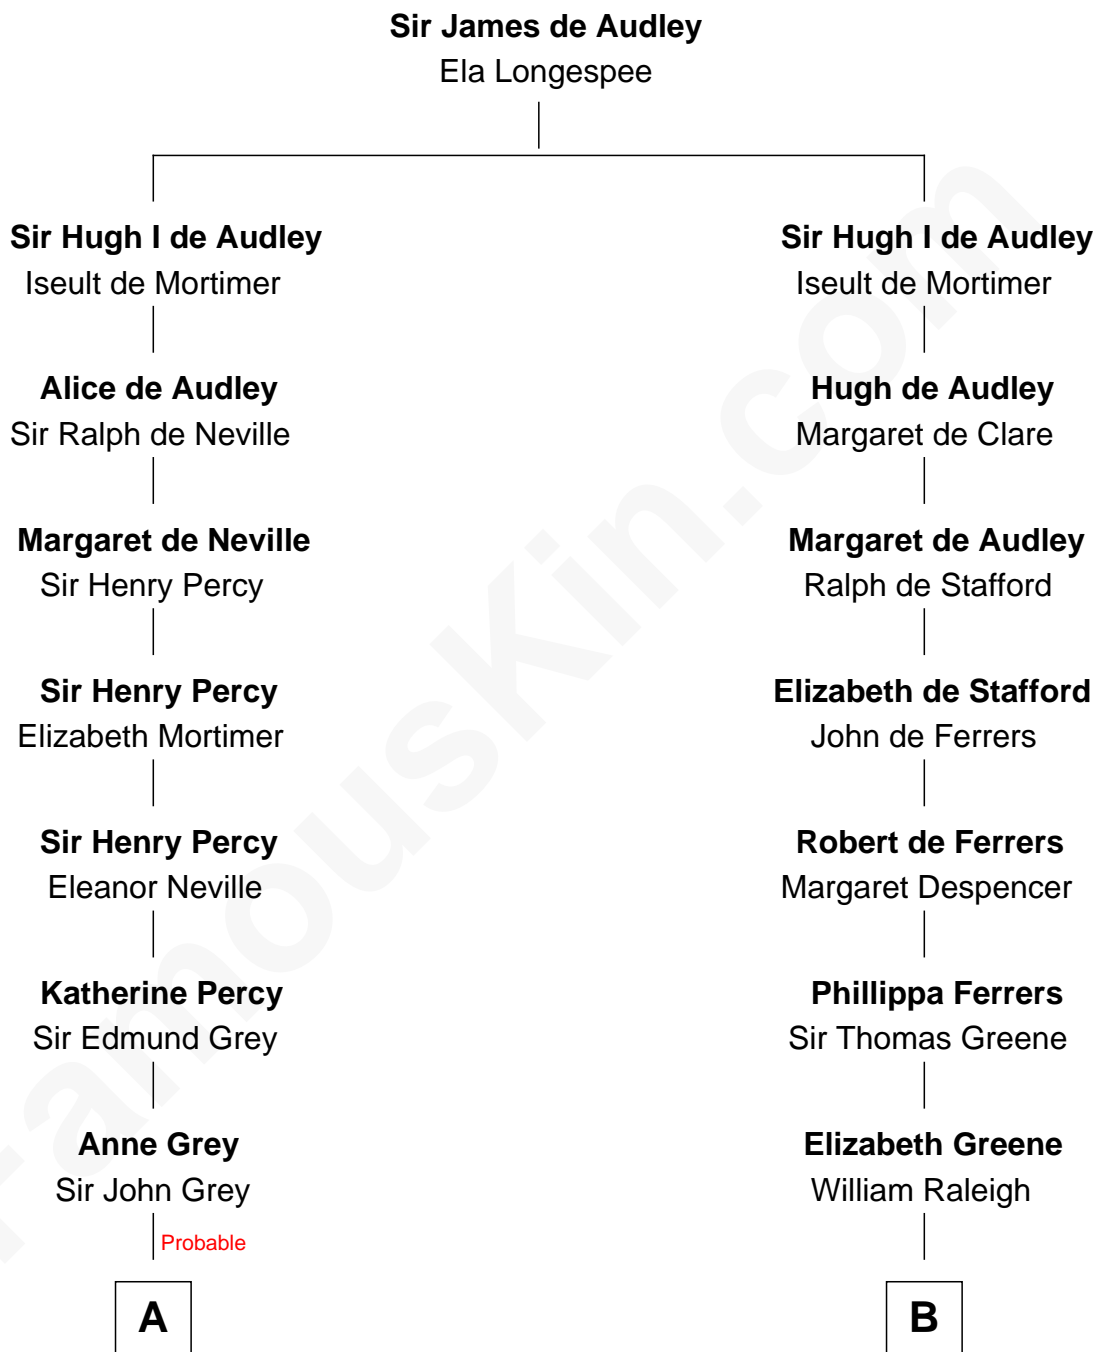 Sir James de Audley
Ela Longespee
Sir Hugh I de Audley
Iseult de Mortimer
Sir Hugh I de Audley
Iseult de Mortimer
Alice de Audley
Sir Ralph de Neville
Hugh de Audley
Margaret de Clare
Margaret de Neville
Sir Henry Percy
Margaret de Audley
Ralph de Stafford
Sir Henry Percy
Elizabeth Mortimer
Elizabeth de Stafford
John de Ferrers
Sir Henry Percy
Eleanor Neville
Robert de Ferrers
Margaret Despencer
Katherine Percy
Sir Edmund Grey
Phillippa Ferrers
Sir Thomas Greene
Anne Grey
Sir John Grey
Elizabeth Greene
William Raleigh
Probable
A
B
FamousKin.com